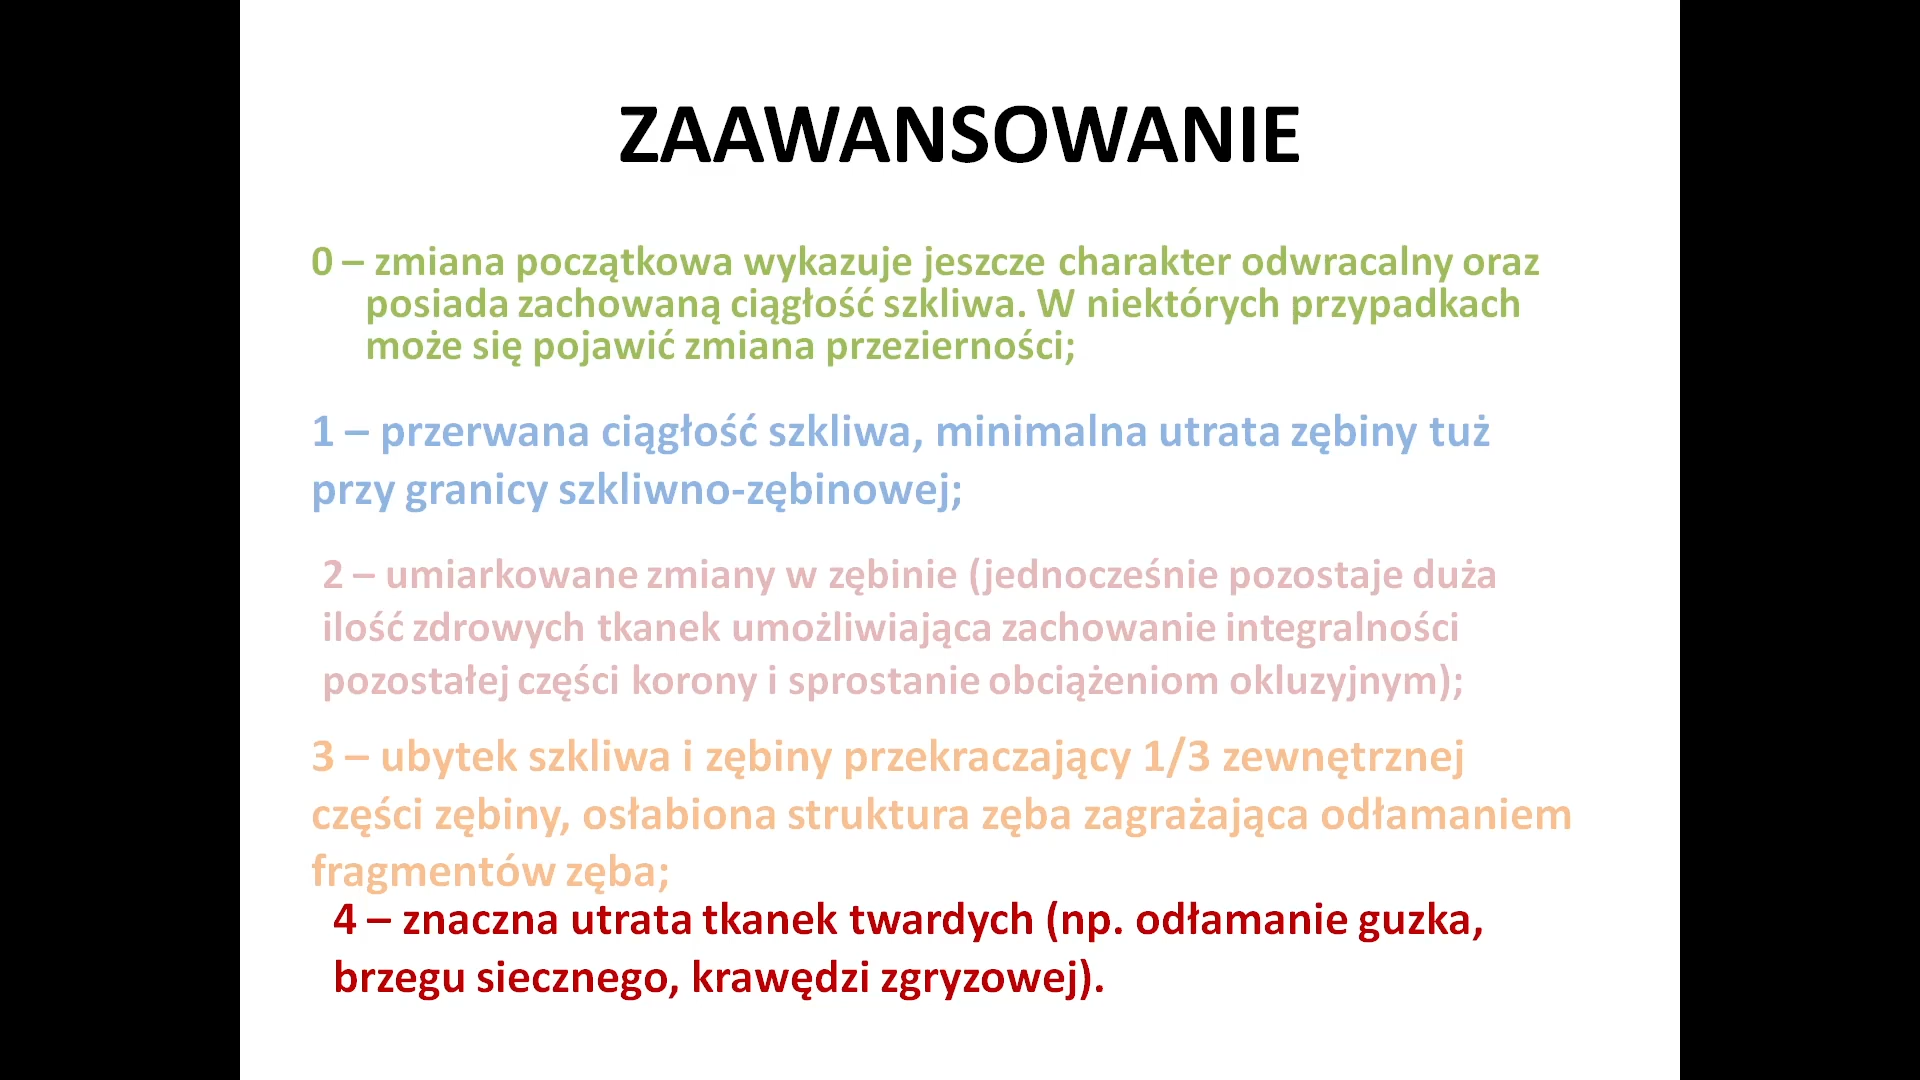 ZAAWANSOWANIE
0 – zmiana początkowa wykazuje jeszcze charakter odwracalny oraz
posiada zachowaną ciągłość szkliwa. W niektórych przypadkach
może się pojawić zmiana przezierności;
1 – przerwana ciągłość szkliwa, minimalna utrata zębiny tuż
przy granicy szkliwno-zębinowej;
2 – umiarkowane zmiany w zębinie (jednocześnie pozostaje duża
ilość zdrowych tkanek umożliwiająca zachowanie integralności
pozostałej części korony i sprostanie obciążeniom okluzyjnym);
3 – ubytek szkliwa i zębiny przekraczający 1/3 zewnętrznej
części zębiny, osłabiona struktura zęba zagrażająca odłamaniem
fragmentów zęba;
4 – znaczna utrata tkanek twardych (np. odłamanie guzka,
brzegu siecznego, krawędzi zgryzowej).